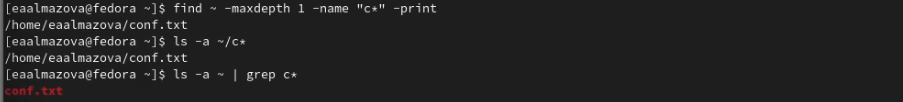 [eaalmazova@fedora ~]$ find ~ -maxdepth 1 -name "c*" -print
/home/eaalmazova/conf.txt
[eaalmazova@fedora ~]$ ls -a ~/c*
/home/eaalmazova/conf.txt
[eaalmazova@fedora ~]$ ls -a ~ | grep c*
conf.txt